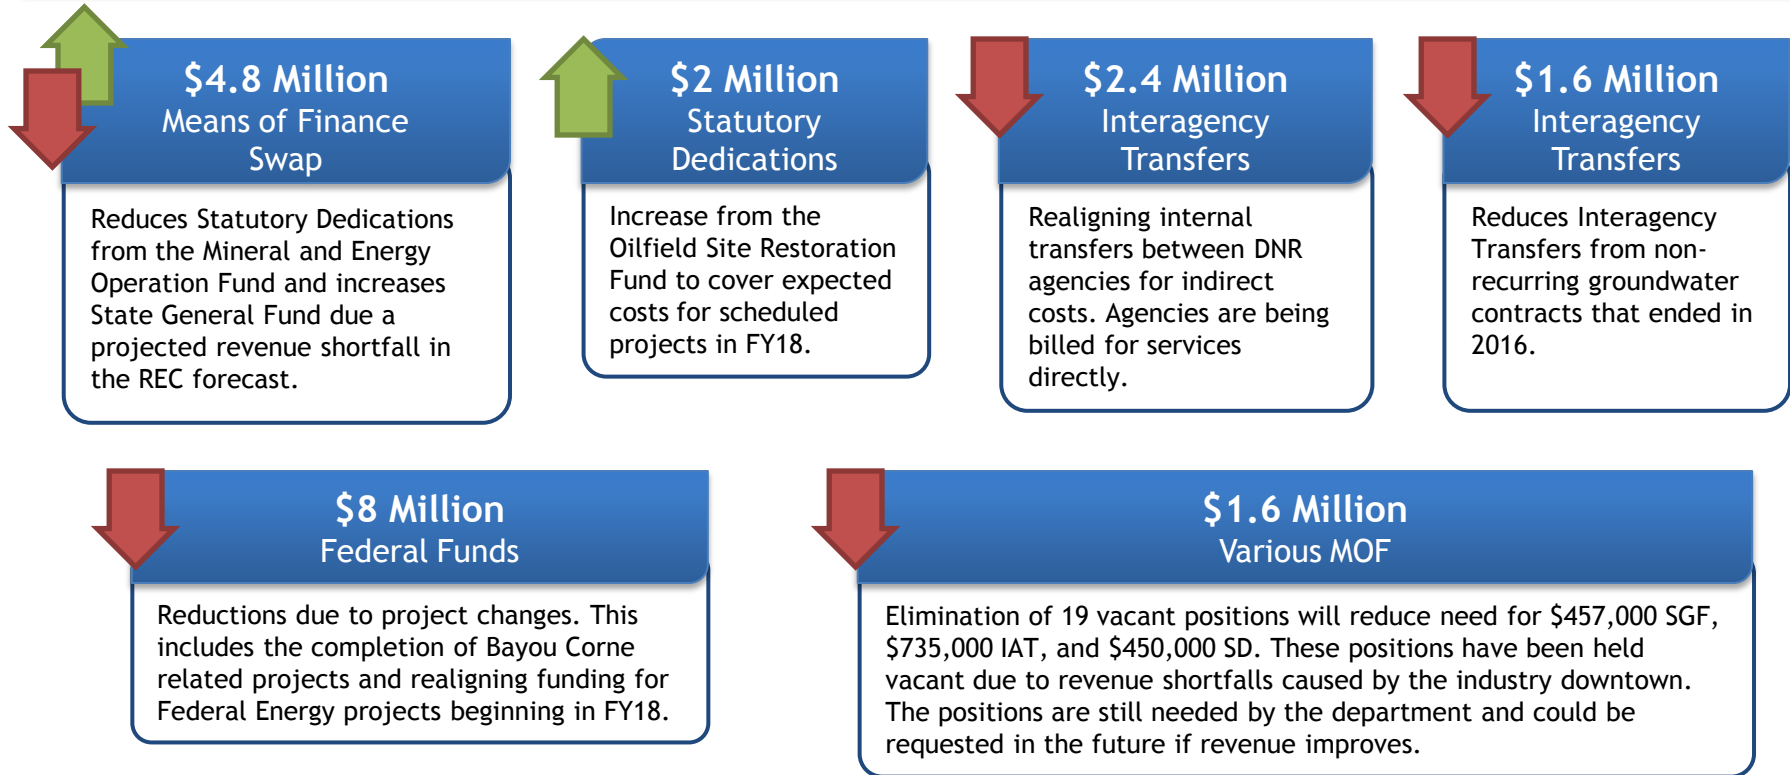 $4.8 Million
Means of Finance
Swap
Reduces Statutory Dedications
from the Mineral and Energy
Operation Fund and increases
State General Fund due a
projected revenue shortfall in
the REC forecast.
$2 Million
Statutory
Dedications
Increase from the
Oilfield Site Restoration
Fund to cover expected
costs for scheduled
projects in FY18.
$2.4 Million
Interagency
Transfers
Realigning internal
transfers between DNR
agencies for indirect
costs. Agencies are being
billed for services
directly.
$1.6 Million
Interagency
Transfers
Reduces Interagency
Transfers from non-
recurring groundwater
contracts that ended in
2016.
$8 Million
Federal Funds
Reductions due to project changes. This
includes the completion of Bayou Corne
related projects and realigning funding for
Federal Energy projects beginning in FY18.
$1.6 Million
Various MOF
Elimination of 19 vacant positions will reduce need for $457,000 SGF,
$735,000 IAT, and $450,000 SD. These positions have been held
vacant due to revenue shortfalls caused by the industry downtown.
The positions are still needed by the department and could be
requested in the future if revenue improves.